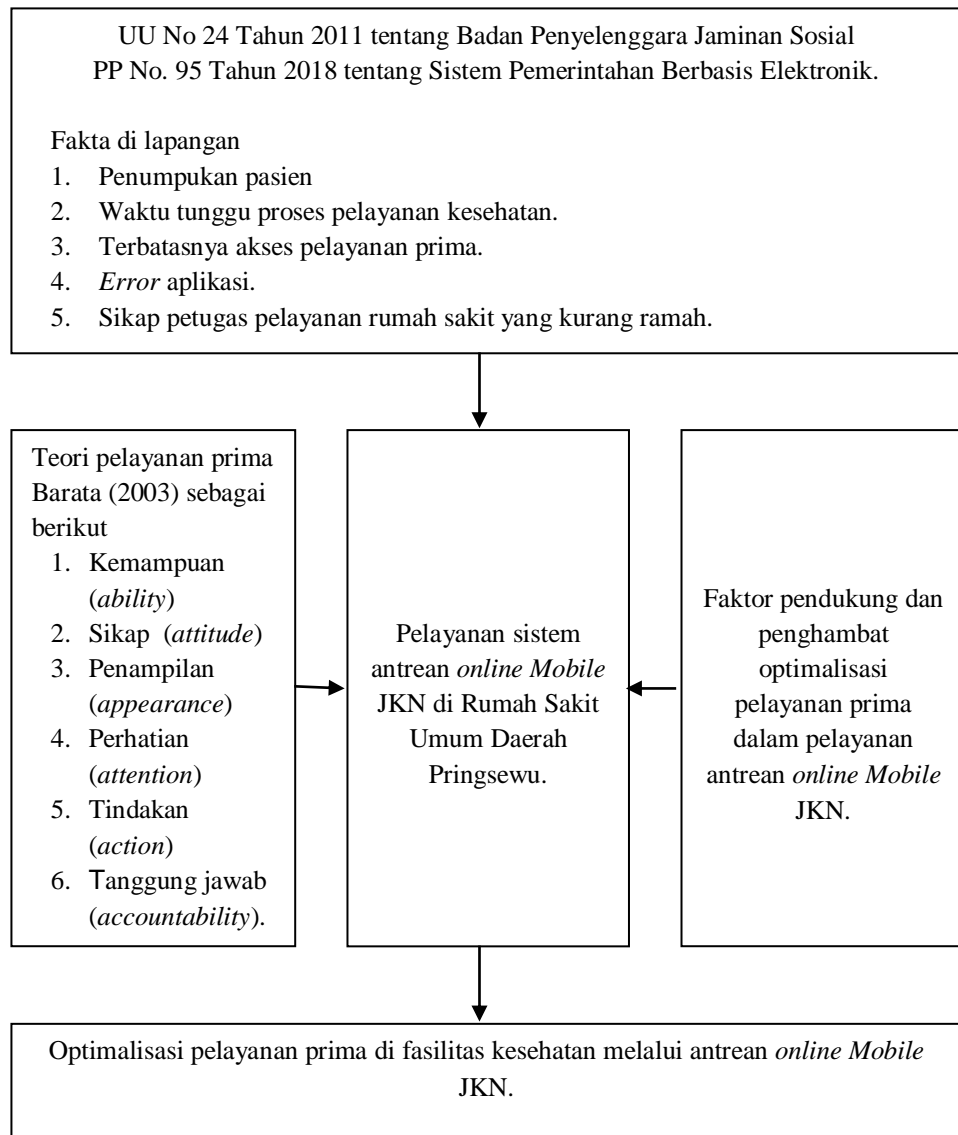 UU No 24 Tahun 2011 tentang Badan Penyelenggara Jaminan Sosial
PP No. 95 Tahun 2018 tentang Sistem Pemerintahan Berbasis Elektronik.
Fakta di lapangan
1. Penumpukan pasien
2. Waktu tunggu proses pelayanan kesehatan.
3. Terbatasnya akses pelayanan prima.
4. Error aplikasi.
5. Sikap petugas pelayanan rumah sakit yang kurang ramah.
Teori pelayanan prima
Barata (2003) sebagai
berikut
1. Kemampuan
(ability)
2. Sikap (attitude)
3. Penampilan
(appearance)
4. Perhatian
(attention)
5. Tindakan
(action)
6. Tanggung jawab
(accountability).
Pelayanan sistem
antrean online Mobile
JKN di Rumah Sakit
Umum Daerah
Pringsewu.
Faktor pendukung dan
penghambat
optimalisasi
pelayanan prima
dalam pelayanan
antrean online Mobile
JKN.
Optimalisasi pelayanan prima di fasilitas kesehatan melalui antrean online Mobile
JKN.